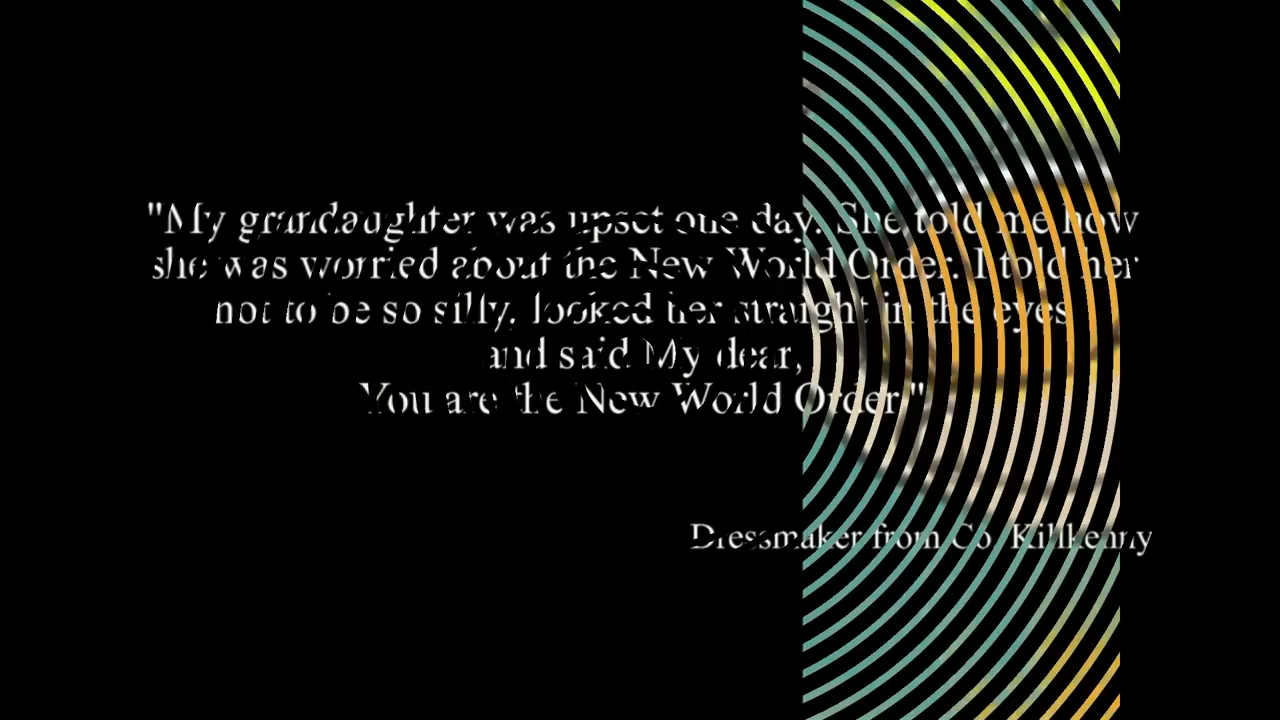 "My grandaughter was upset one day. She told me how
she was worried about the New World Order. I told her
not to be so silly, looked her straight in the eyes
and said My dear,
You are the New World Order."
Dressmaker from Co. Killkenny